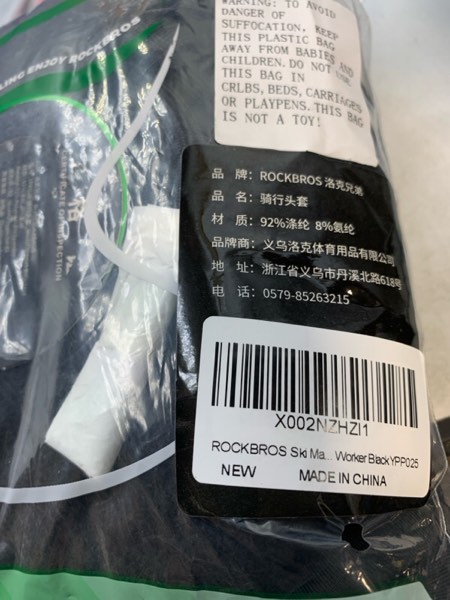 WARNING: TO AVOID
DANGER OF
SUFFOCATION, KEEP
THIS PLASTIC BAG
AWAY FROM BABIES AND
CHILDREN. DO NOT USE
THIS BAG IN
CRLBS, BEDS, CARRIAGES
OR PLAYPENS. THIS BAG
IS NOT A TOY!
ENJOY ROCKBROS
品 牌: ROCKBROS 洛克兄弟
品 名: 骑行头套
材 质: 92%涤纶 8%氨纶
品牌商: 义乌洛克体育用品有限公司
地 址: 浙江省义乌市丹溪北路618号
电 话: 0579-85263215
X002NZHZI1
ROCKBROS Ski Ma... Worker Black YPP025
NEW MADE IN CHINA